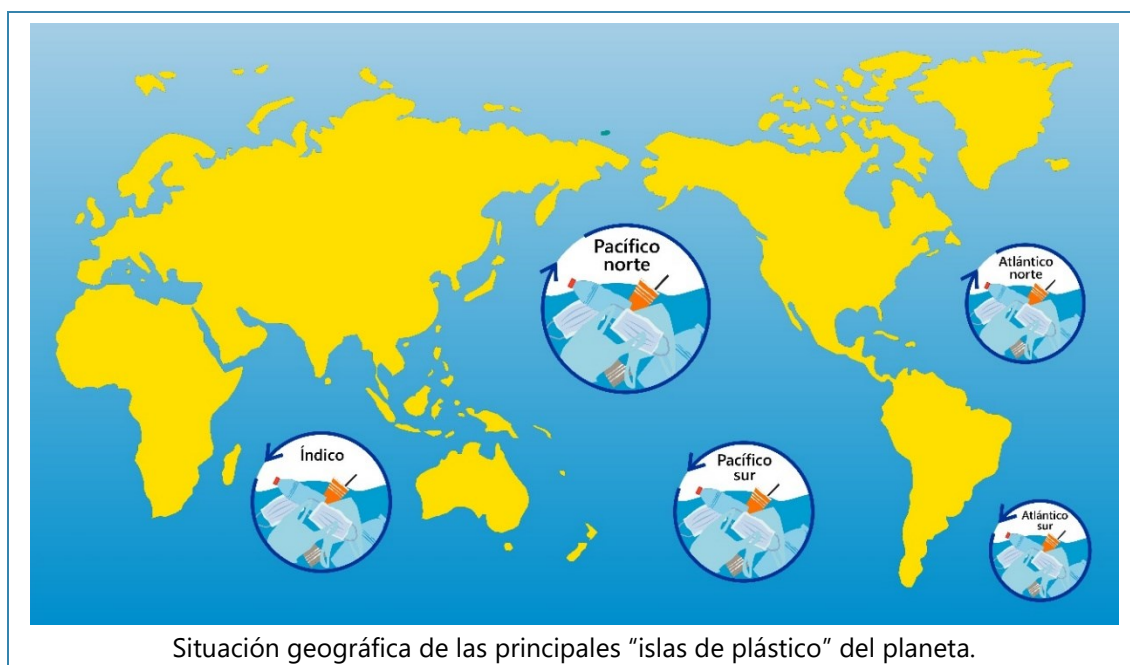 Pacífico
norte
Atlántico
norte
Índico
Pacífico
sur
Atlántico
sur
Situación geográfica de las principales “islas de plástico” del planeta.